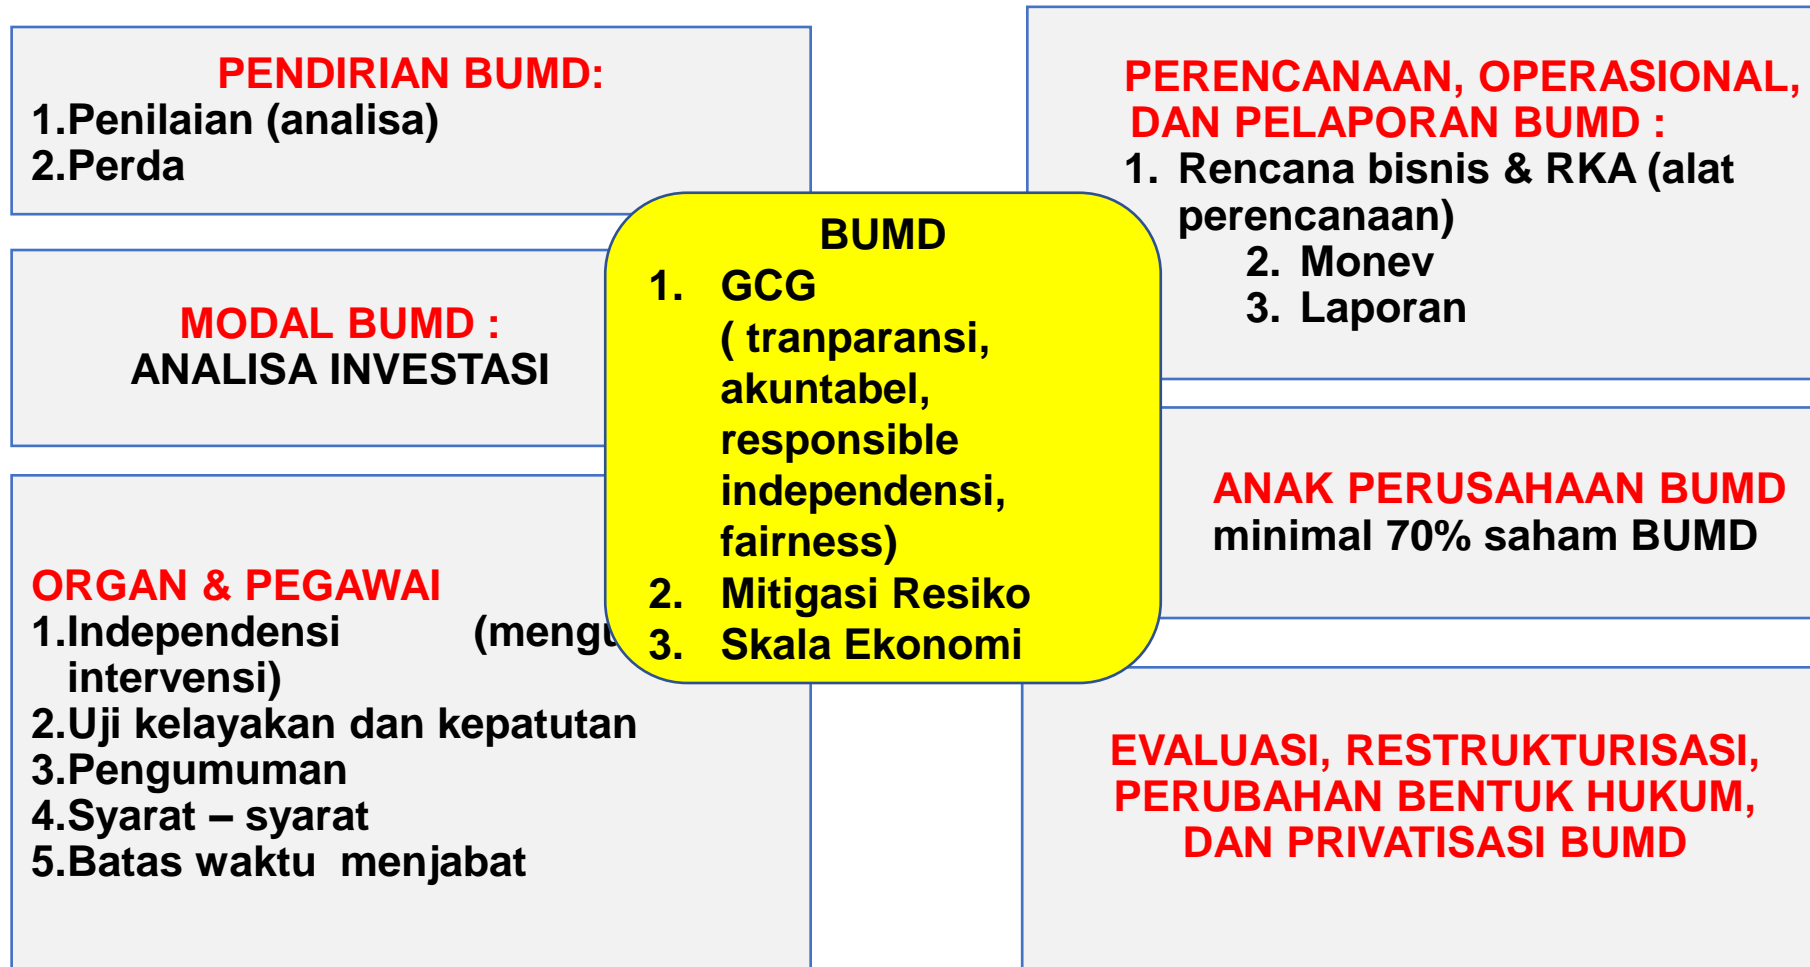 PENDIRIAN BUMD:
1.Penilaian (analisa)
2.Perda
MODAL BUMD :
ANALISA INVESTASI
ORGAN & PEGAWAI
1.Independensi
intervensi)
2.Uji kelayakan dan kepatutan
3.Pengumuman
4.Syarat – syarat
5.Batas waktu menjabat
BUMD
1. GCG
( tranparansi,
akuntabel,
responsible
independensi,
fairness)
2. Mitigasi Resiko
3. Skala Ekonomi
PERENCANAAN, OPERASIONAL,
DAN PELAPORAN BUMD :
1. Rencana bisnis & RKA (alat
perencanaan)
2. Monev
3. Laporan
ANAK PERUSAHAAN BUMD
minimal 70% saham BUMD
EVALUASI, RESTRUKTURISASI,
PERUBAHAN BENTUK HUKUM,
DAN PRIVATISASI BUMD